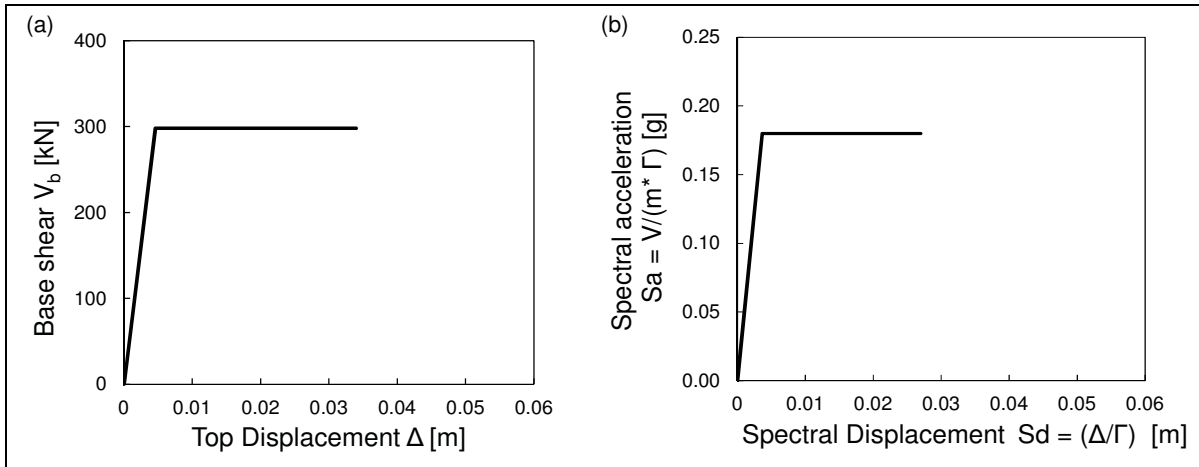 (a)
400
300
200
100
0
Base shear V_b [kN]
0 0.01 0.02 0.03 0.04 0.05 0.06
Top Displacement Δ [m]
(b)
0.25
0.20
0.15
0.10
0.05
0.00
Spectral acceleration
Sa = V/(m* Γ) [g]
0 0.01 0.02 0.03 0.04 0.05 0.06
Spectral Displacement Sd = (Δ/Γ) [m]